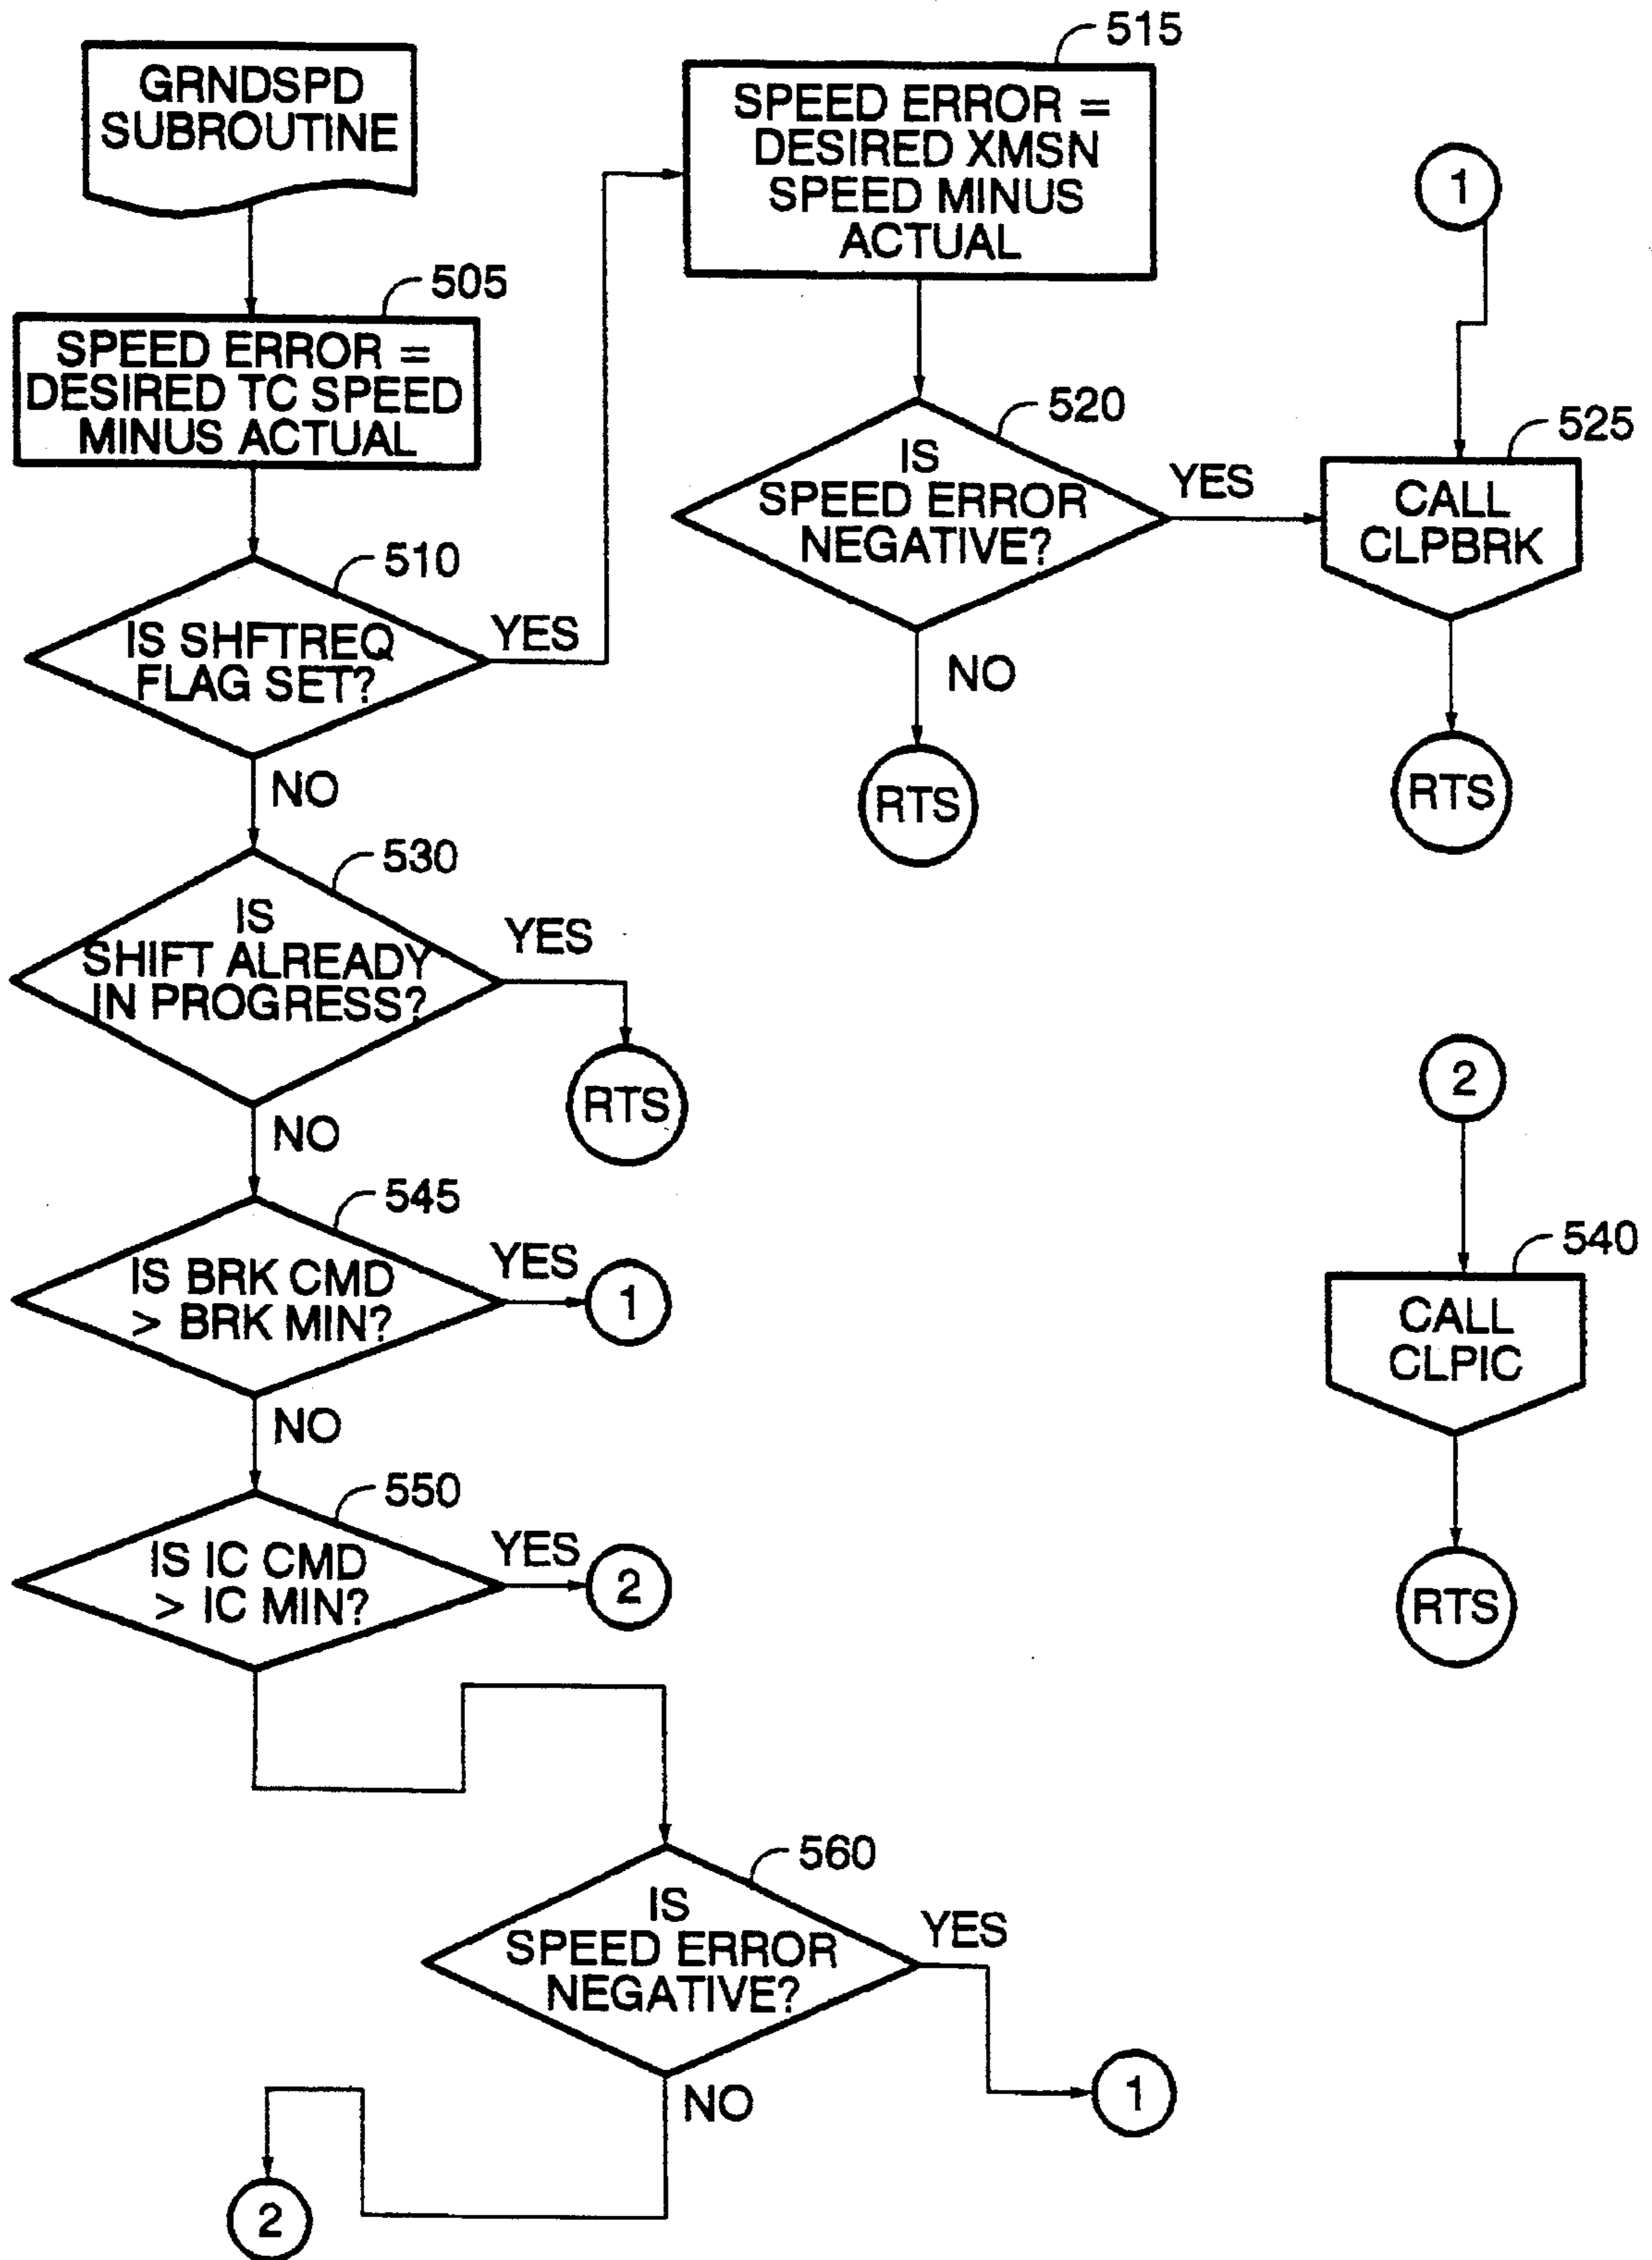 GRNDSPD
SUBROUTINE
505
SPEED ERROR =
DESIRED TC SPEED
MINUS ACTUAL
510
IS SHFTREQ
FLAG SET?
YES
NO
515
SPEED ERROR =
DESIRED XMSN
SPEED MINUS
ACTUAL
520
IS
SPEED ERROR
NEGATIVE?
YES
NO
RTS
1
525
CALL
CLPBRK
RTS
530
IS
SHIFT ALREADY
IN PROGRESS?
YES
RTS
NO
545
IS BRK CMD
> BRK MIN?
YES
1
NO
550
IS IC CMD
> IC MIN?
YES
2
2
540
CALL
CLPIC
RTS
560
IS
SPEED ERROR
NEGATIVE?
YES
1
NO
2